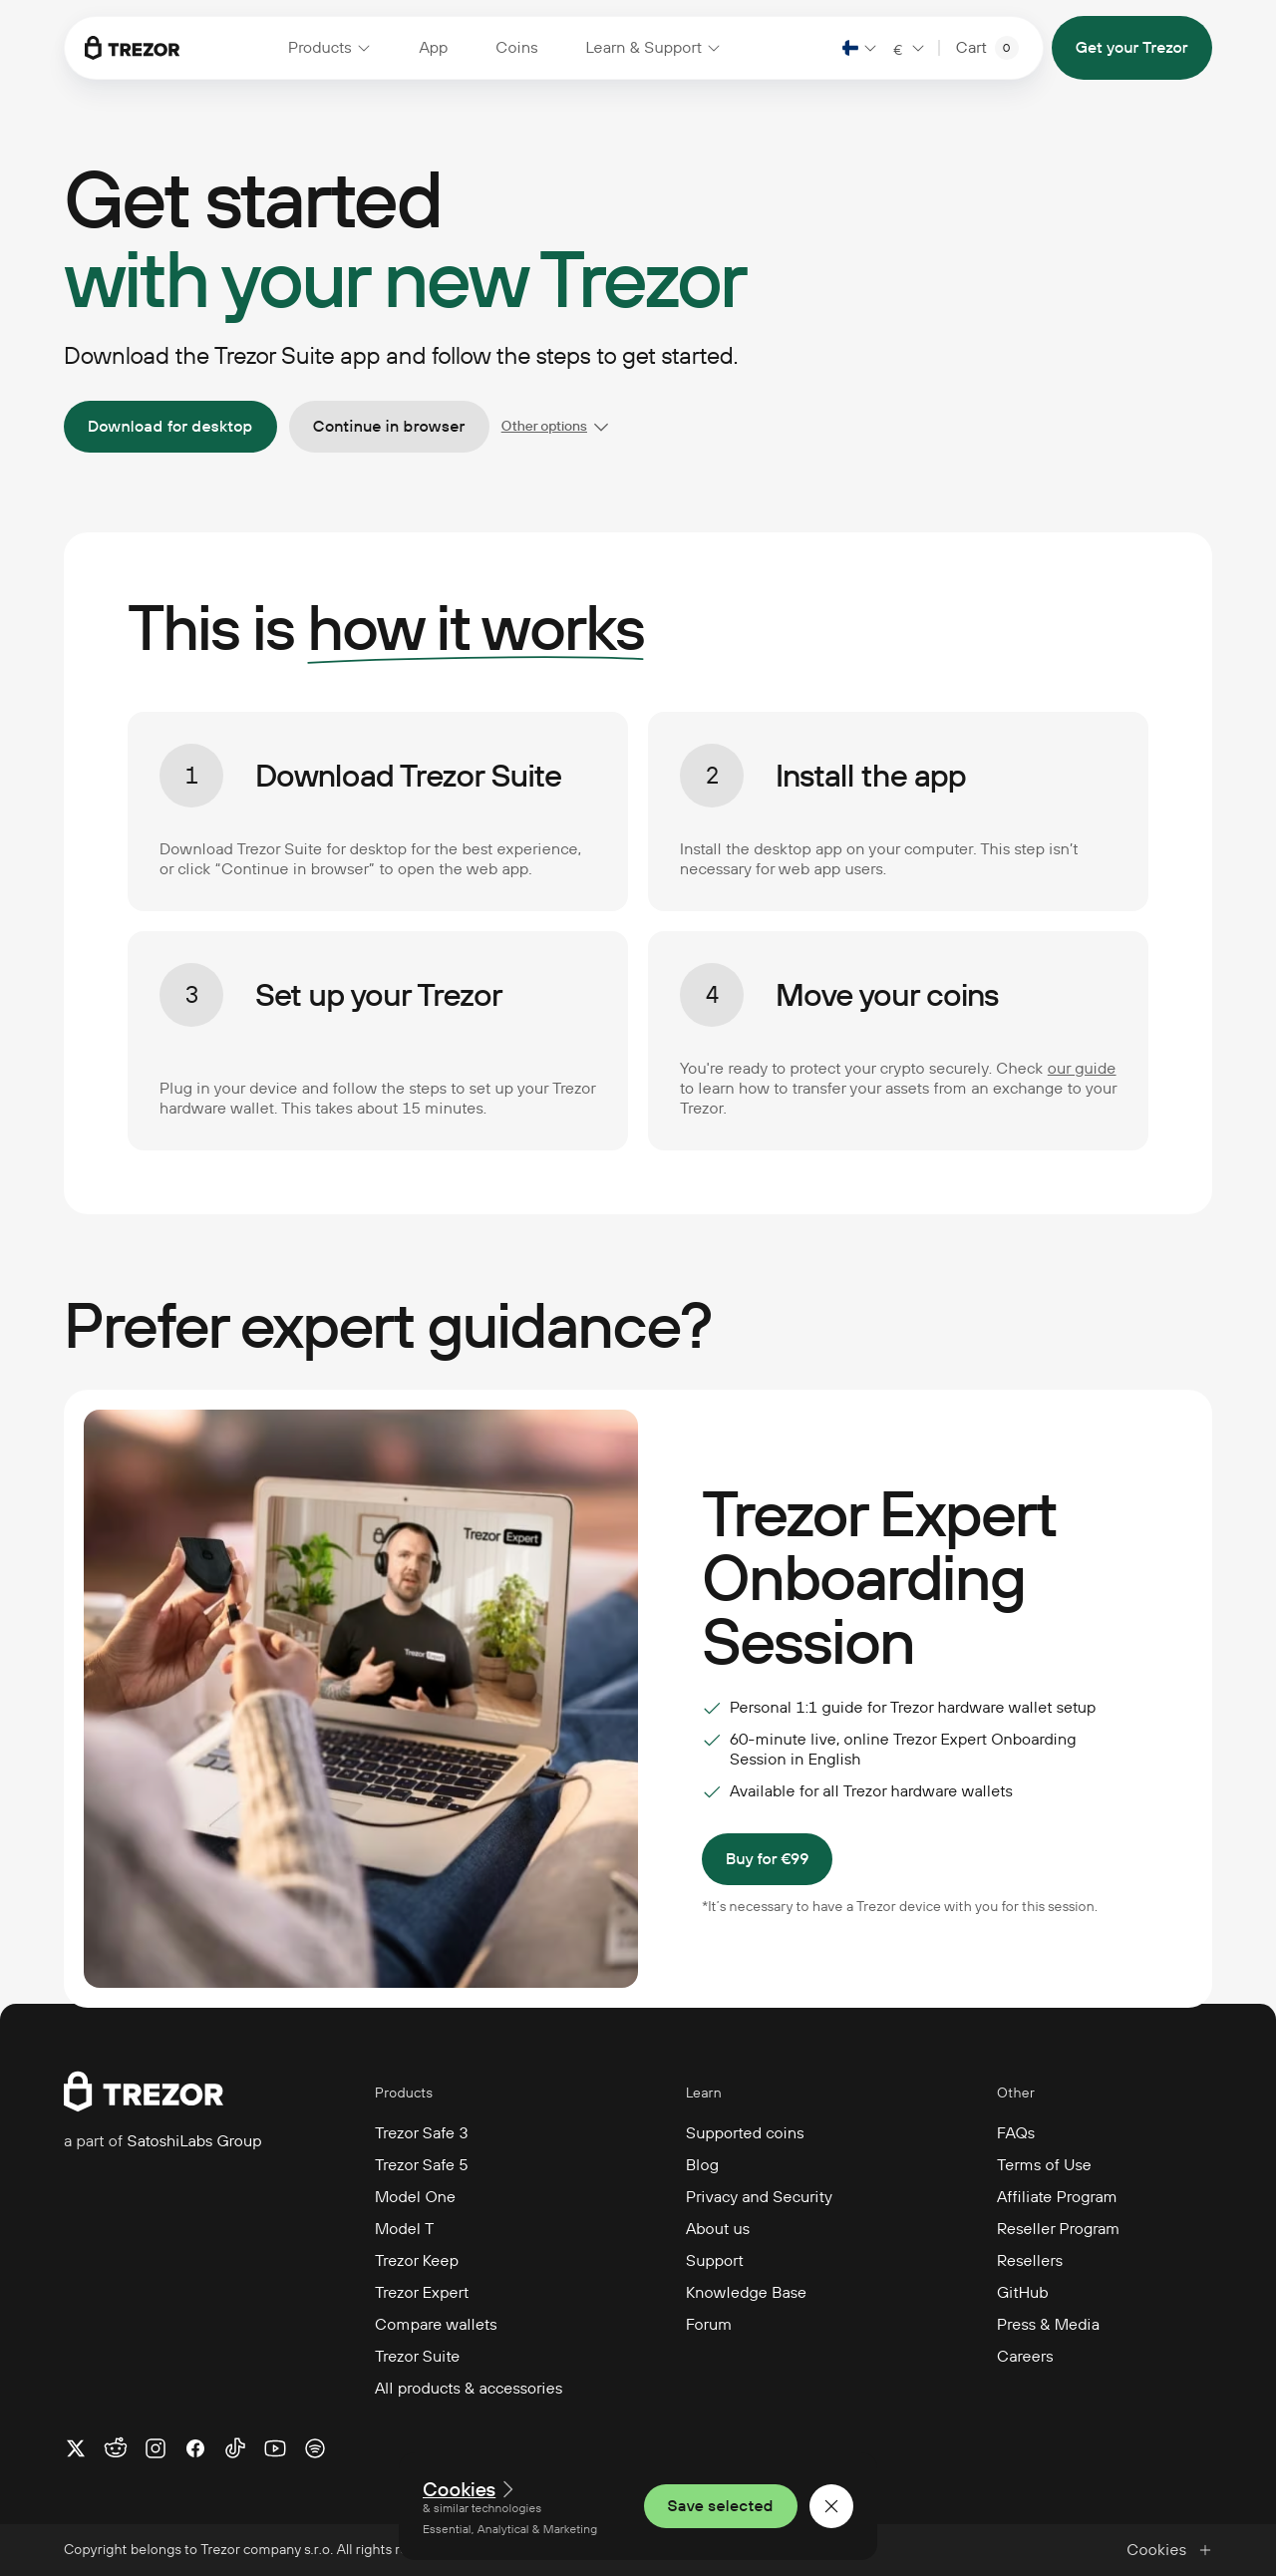 TREZOR
Products
App
Coins
Learn & Support
€
Cart
0
Get your Trezor
Get started
with your new Trezor
Download the Trezor Suite app and follow the steps to get started.
Download for desktop
Continue in browser
Other options
This is how it works
1
Download Trezor Suite
Download Trezor Suite for desktop for the best experience,
or click “Continue in browser” to open the web app.
2
Install the app
Install the desktop app on your computer. This step isn’t
necessary for web app users.
3
Set up your Trezor
Plug in your device and follow the steps to set up your Trezor
hardware wallet. This takes about 15 minutes.
4
Move your coins
You're ready to protect your crypto securely. Check our guide
to learn how to transfer your assets from an exchange to your
Trezor.
Prefer expert guidance?
Trezor Expert
Trezor Expert
Trezor Expert
Onboarding
Session
Personal 1:1 guide for Trezor hardware wallet setup
60-minute live, online Trezor Expert Onboarding
Session in English
Available for all Trezor hardware wallets
Buy for €99
*It’s necessary to have a Trezor device with you for this session.
TREZOR
a part of SatoshiLabs Group
Products
Trezor Safe 3
Trezor Safe 5
Model One
Model T
Trezor Keep
Trezor Expert
Compare wallets
Trezor Suite
All products & accessories
Learn
Supported coins
Blog
Privacy and Security
About us
Support
Knowledge Base
Forum
Other
FAQs
Terms of Use
Affiliate Program
Reseller Program
Resellers
GitHub
Press & Media
Careers
Cookies
& similar technologies
Essential, Analytical & Marketing
Save selected
Copyright belongs to Trezor company s.r.o. All rights
Cookies